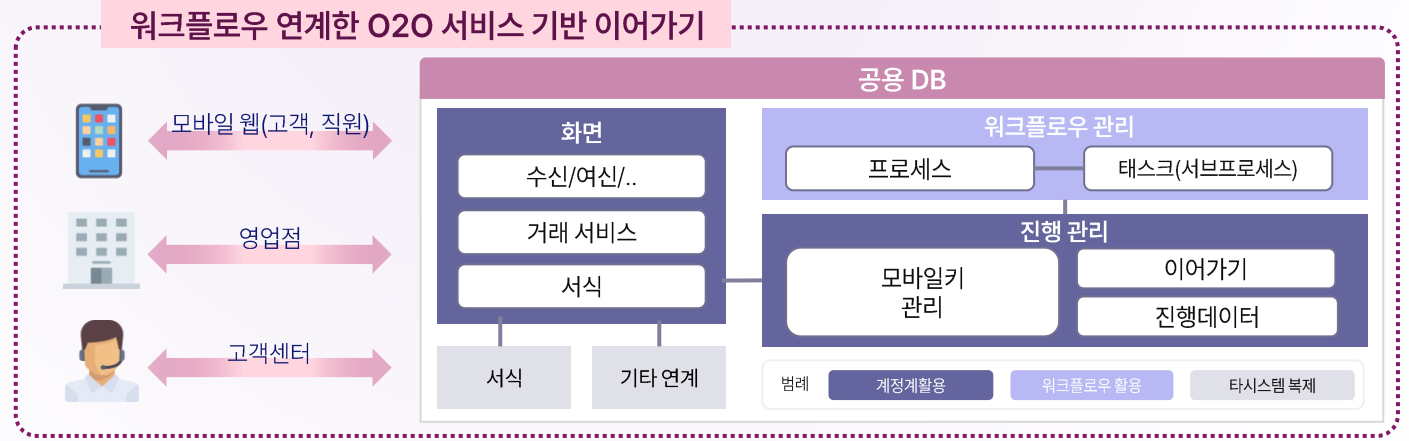 워크플로우 연계한 O2O 서비스 기반 이어가기
공용 DB
모바일 웹(고객, 직원)
영업점
고객센터
화면
수신/여신/..
거래 서비스
서식
서식
기타 연계
워크플로우 관리
프로세스
태스크(서브프로세스)
진행 관리
모바일키
관리
이어가기
진행데이터
범례
계정계활용
워크플로우 활용
타시스템 복제